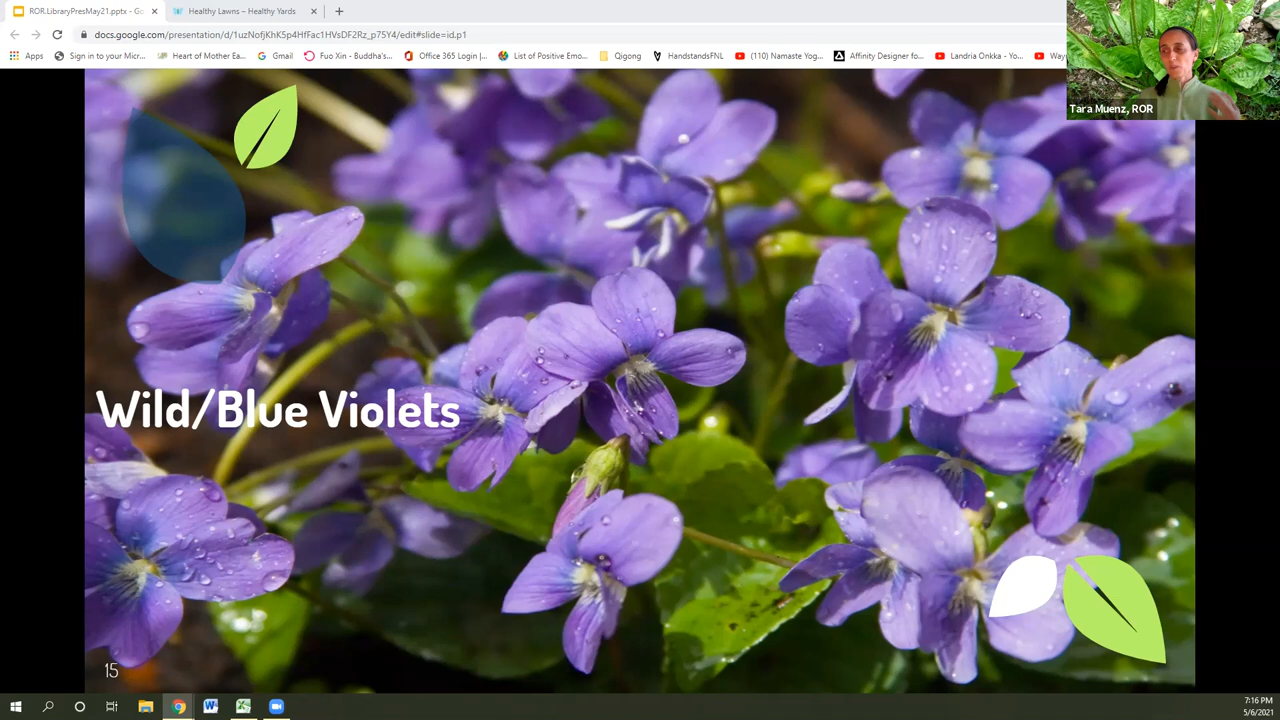 ROR.LibraryPresMay21.pptx - Go
Healthy Lawns – Healthy Yards
docs.google.com/presentation/d/1uzNofjKhK5p4HfFac1HVsDF2Rz_p75Y4/edit#slide=id.p1
Apps
Sign in to your Micr...
Heart of Mother Ea...
Gmail
Fuo Xin - Buddha's...
Office 365 Login |...
List of Positive Emo...
Qigong
HandstandsFNL
(110) Namaste Yog...
Affinity Designer fo...
Landria Onkka - Yo...
Way
Tara Muenz, ROR
Wild/Blue Violets
15
7:16 PM
5/6/2021